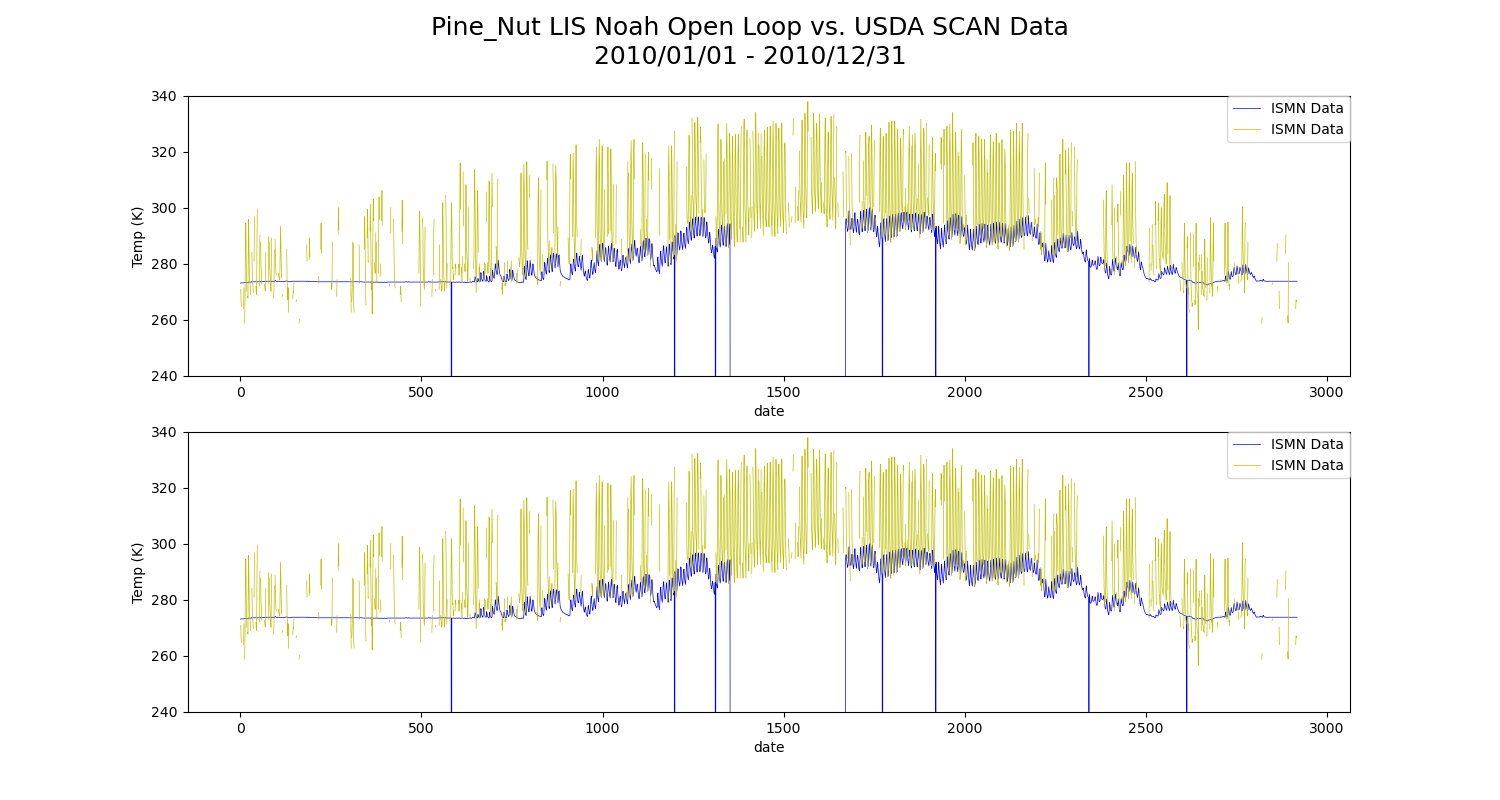 Pine_Nut LIS Noah Open Loop vs. USDA SCAN Data
2010/01/01 - 2010/12/31
340
320
300
280
260
240
Temp (K)
ISMN Data
ISMN Data
0 500 1000 1500 2000 2500 3000
date
340
320
300
280
260
240
Temp (K)
ISMN Data
ISMN Data
0 500 1000 1500 2000 2500 3000
date